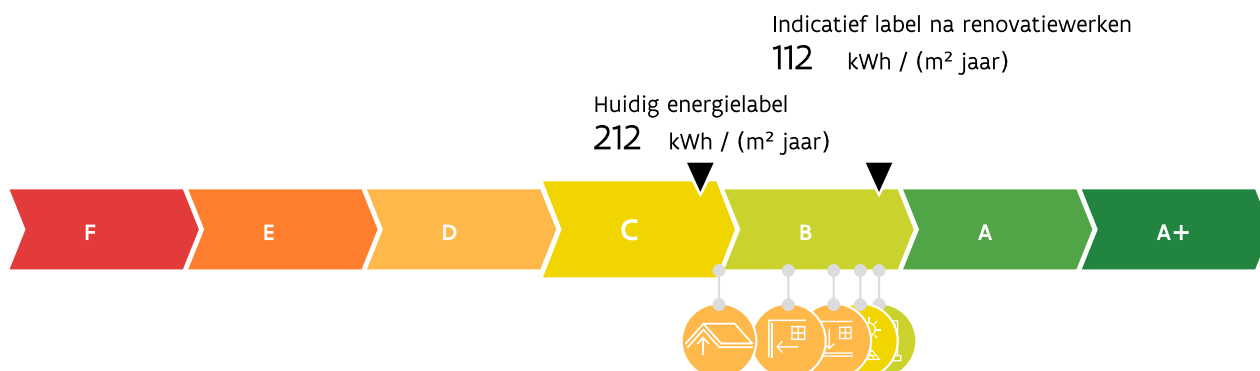 Indicatief label na renovatiewerken
112 kWh / (m² jaar)
Huidig energielabel
212 kWh / (m² jaar)
F E D C B A A+